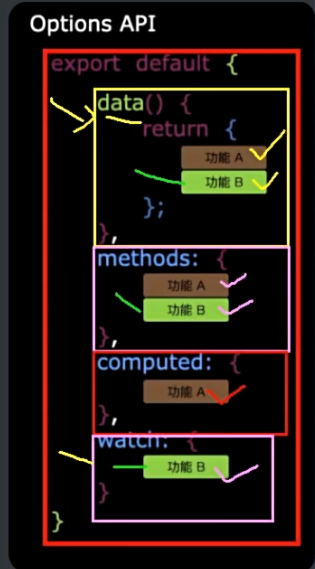 Options API
export default {
data() {
return {
功能 A
功能 B
};
},
methods: {
功能 A
功能 B
},
computed: {
功能 A
},
watch: {
功能 B
}
}